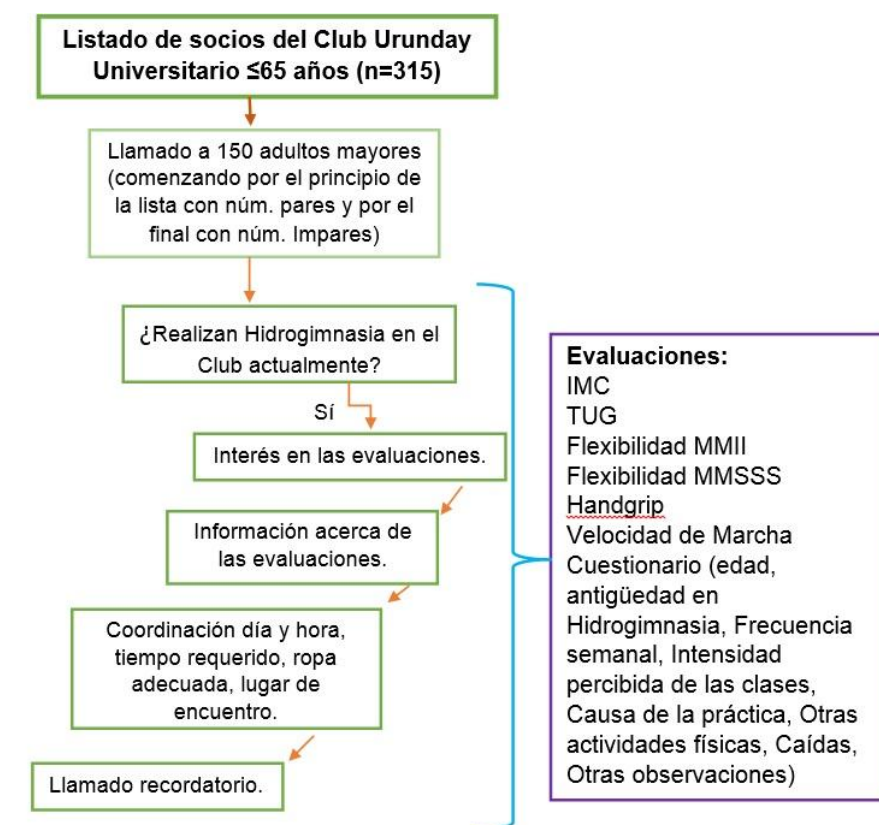 Listado de socios del Club Urunday
Universitario ≤65 años (n=315)
Llamado a 150 adultos mayores
(comenzando por el principio de
la lista con núm. pares y por el
final con núm. Impares)
¿Realizan Hidrogimnasia en el
Club actualmente?
Sí
Interés en las evaluaciones.
Información acerca de
las evaluaciones.
Coordinación día y hora,
tiempo requerido, ropa
adecuada, lugar de
encuentro.
Llamado recordatorio.
Evaluaciones:
IMC
TUG
Flexibilidad MMII
Flexibilidad MMSSS
Handgrip
Velocidad de Marcha
Cuestionario (edad,
antigüedad en
Hidrogimnasia, Frecuencia
semanal, Intensidad
percibida de las clases,
Causa de la práctica, Otras
actividades físicas, Caídas,
Otras observaciones)